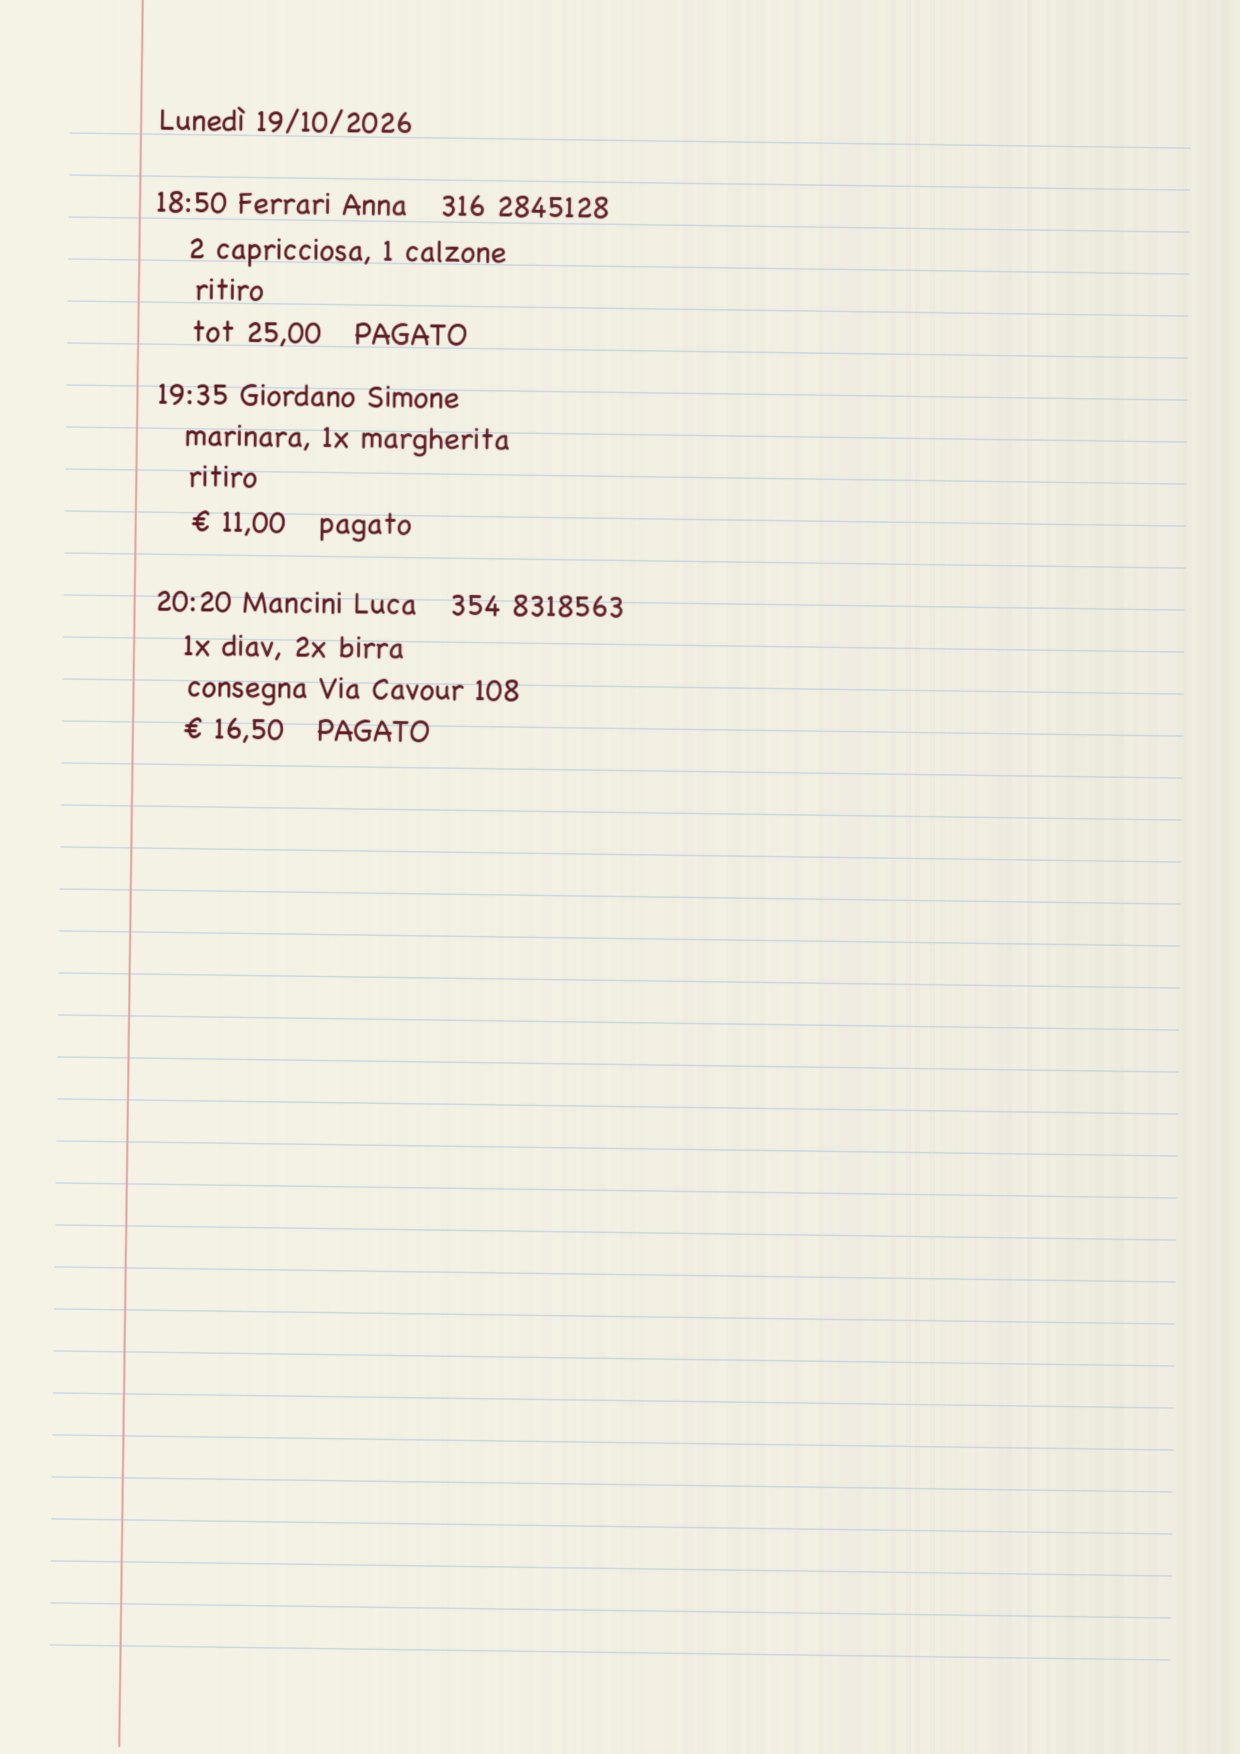 Lunedì 19/10/2026
18:50 Ferrari Anna 316 2845128
2 capricciosa, 1 calzone
ritiro
tot 25,00 PAGATO
19:35 Giordano Simone
marinara, 1x margherita
ritiro
€ 11,00 pagato
20:20 Mancini Luca 354 8318563
1x diav, 2x birra
consegna Via Cavour 108
€ 16,50 PAGATO